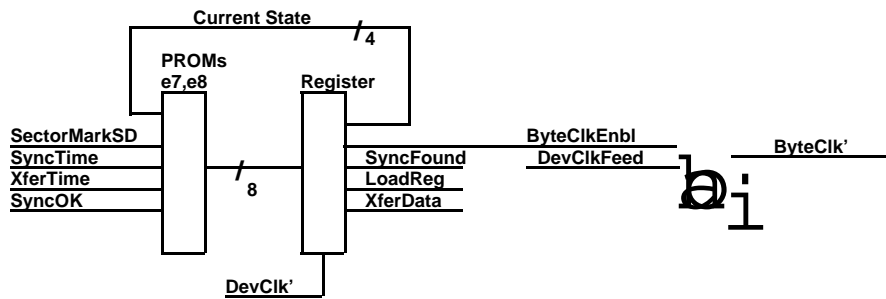 Current State
4
PROMs
e7,e8
Register
SectorMarkSD
SyncTime
XferTime
SyncOK
8
SyncFound
LoadReg
XferData
ByteClkEnbl
DevClkFeed
ByteClk'
DevClk'